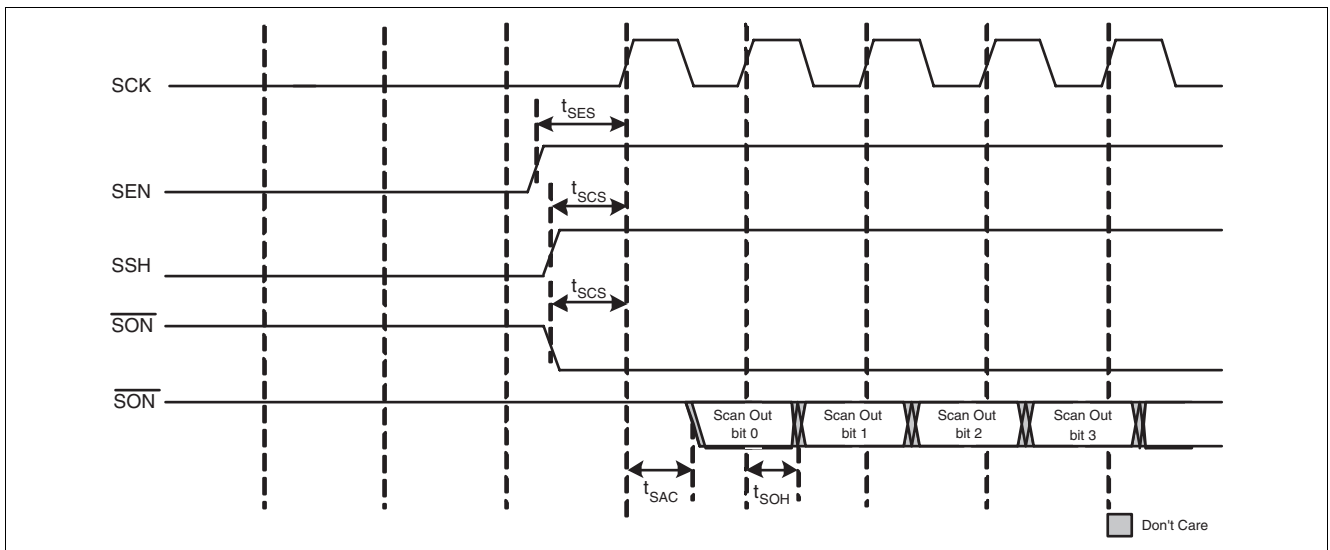 SCK
tSES
SEN
tSCS
SSH
tSCS
SON
SON
Scan Out bit 0
Scan Out bit 1
Scan Out bit 2
Scan Out bit 3
tSAC
tSOH
Don't Care